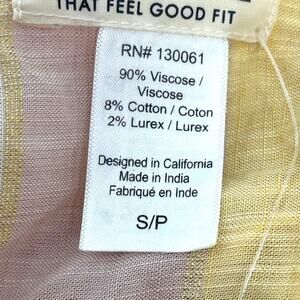 THAT FEEL GOOD FIT
RN# 130061
90% Viscose /
Viscose
8% Cotton / Coton
2% Lurex / Lurex
Designed in California
Made in India
Fabriqué en Inde
S/P